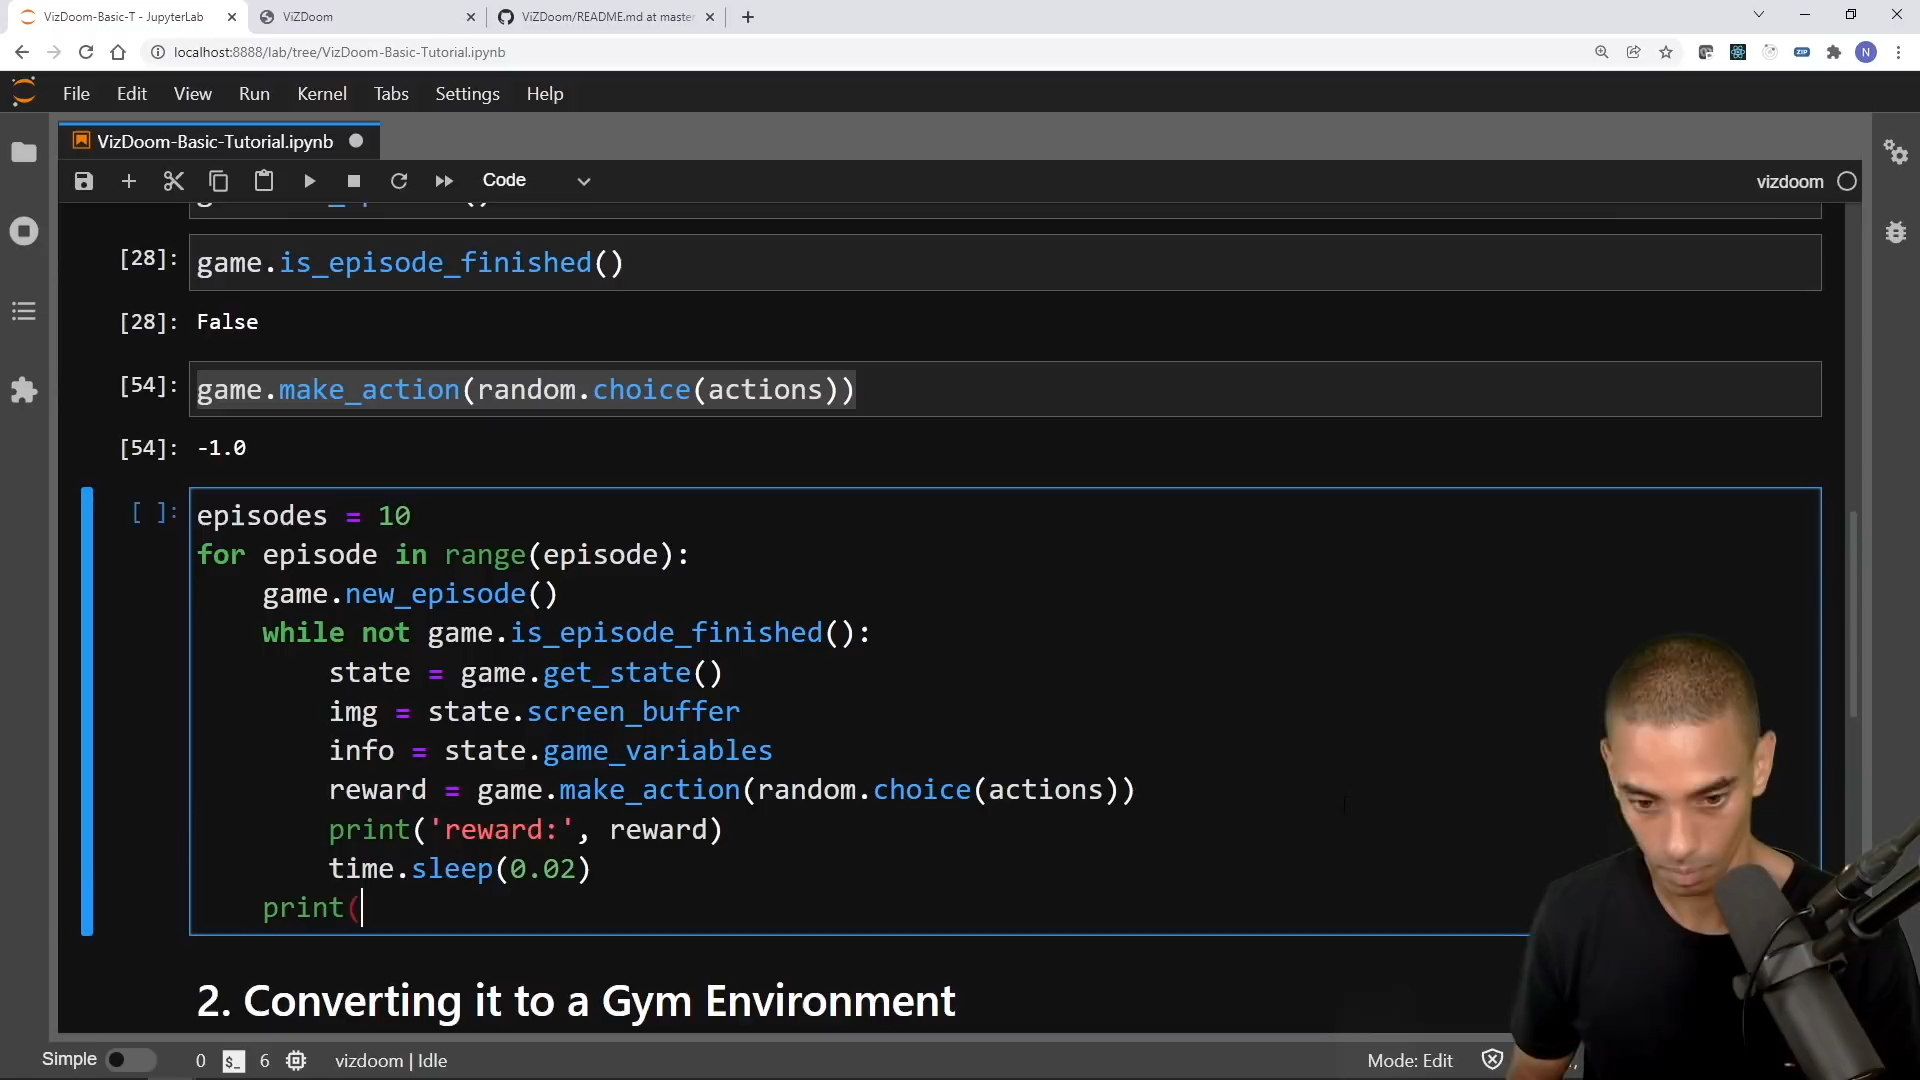 VizDoom-Basic-T - JupyterLab
ViZDoom
ViZDoom/README.md at master
localhost:8888/lab/tree/VizDoom-Basic-Tutorial.ipynb
ZIP
N
File Edit View Run Kernel Tabs Settings Help
VizDoom-Basic-Tutorial.ipynb
Code
vizdoom
[28]: game.is_episode_finished()
[28]: False
[54]: game.make_action(random.choice(actions))
[54]: -1.0
[ ]: episodes = 10
for episode in range(episode):
game.new_episode()
while not game.is_episode_finished():
state = game.get_state()
img = state.screen_buffer
info = state.game_variables
reward = game.make_action(random.choice(actions))
print('reward:', reward)
time.sleep(0.02)
print(
2. Converting it to a Gym Environment
Simple 0 $_ 6 vizdoom | Idle Mode: Edit